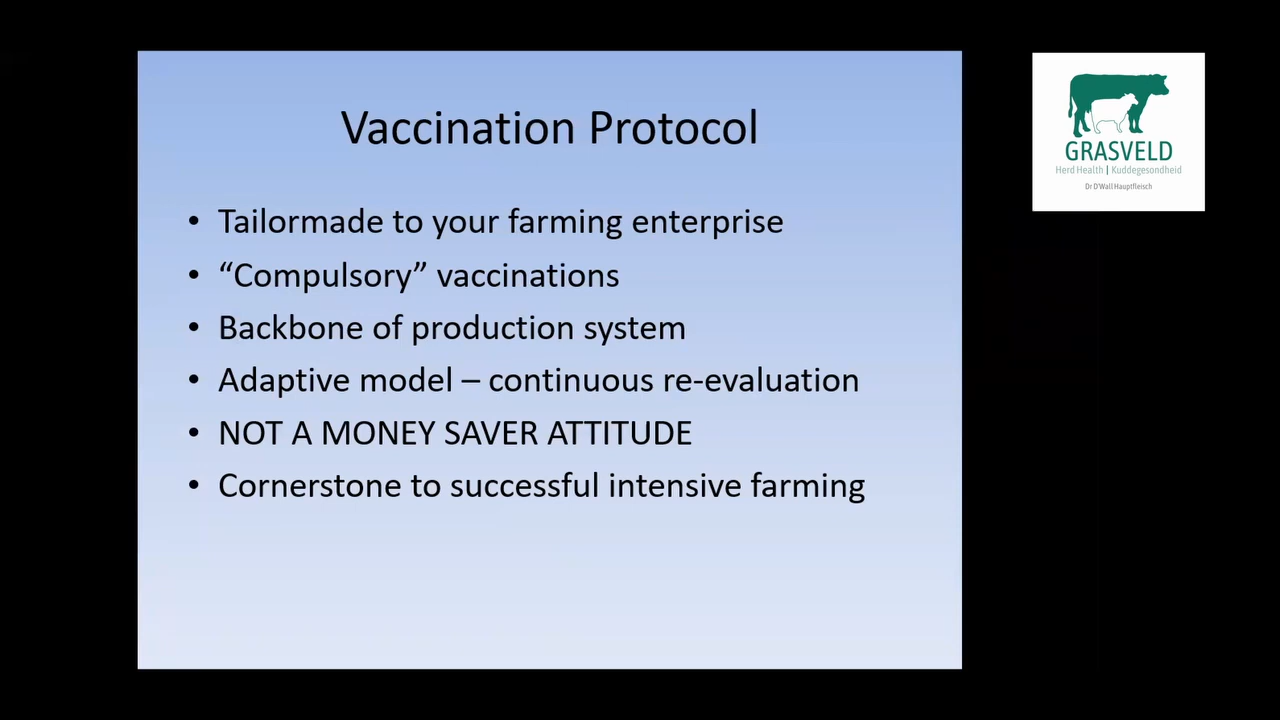 Vaccination Protocol
• Tailormade to your farming enterprise
• “Compulsory” vaccinations
• Backbone of production system
• Adaptive model – continuous re-evaluation
• NOT A MONEY SAVER ATTITUDE
• Cornerstone to successful intensive farming
GRASVELD
Herd Health | Kuddegesondheid
Dr D'Wall Hauptfleisch